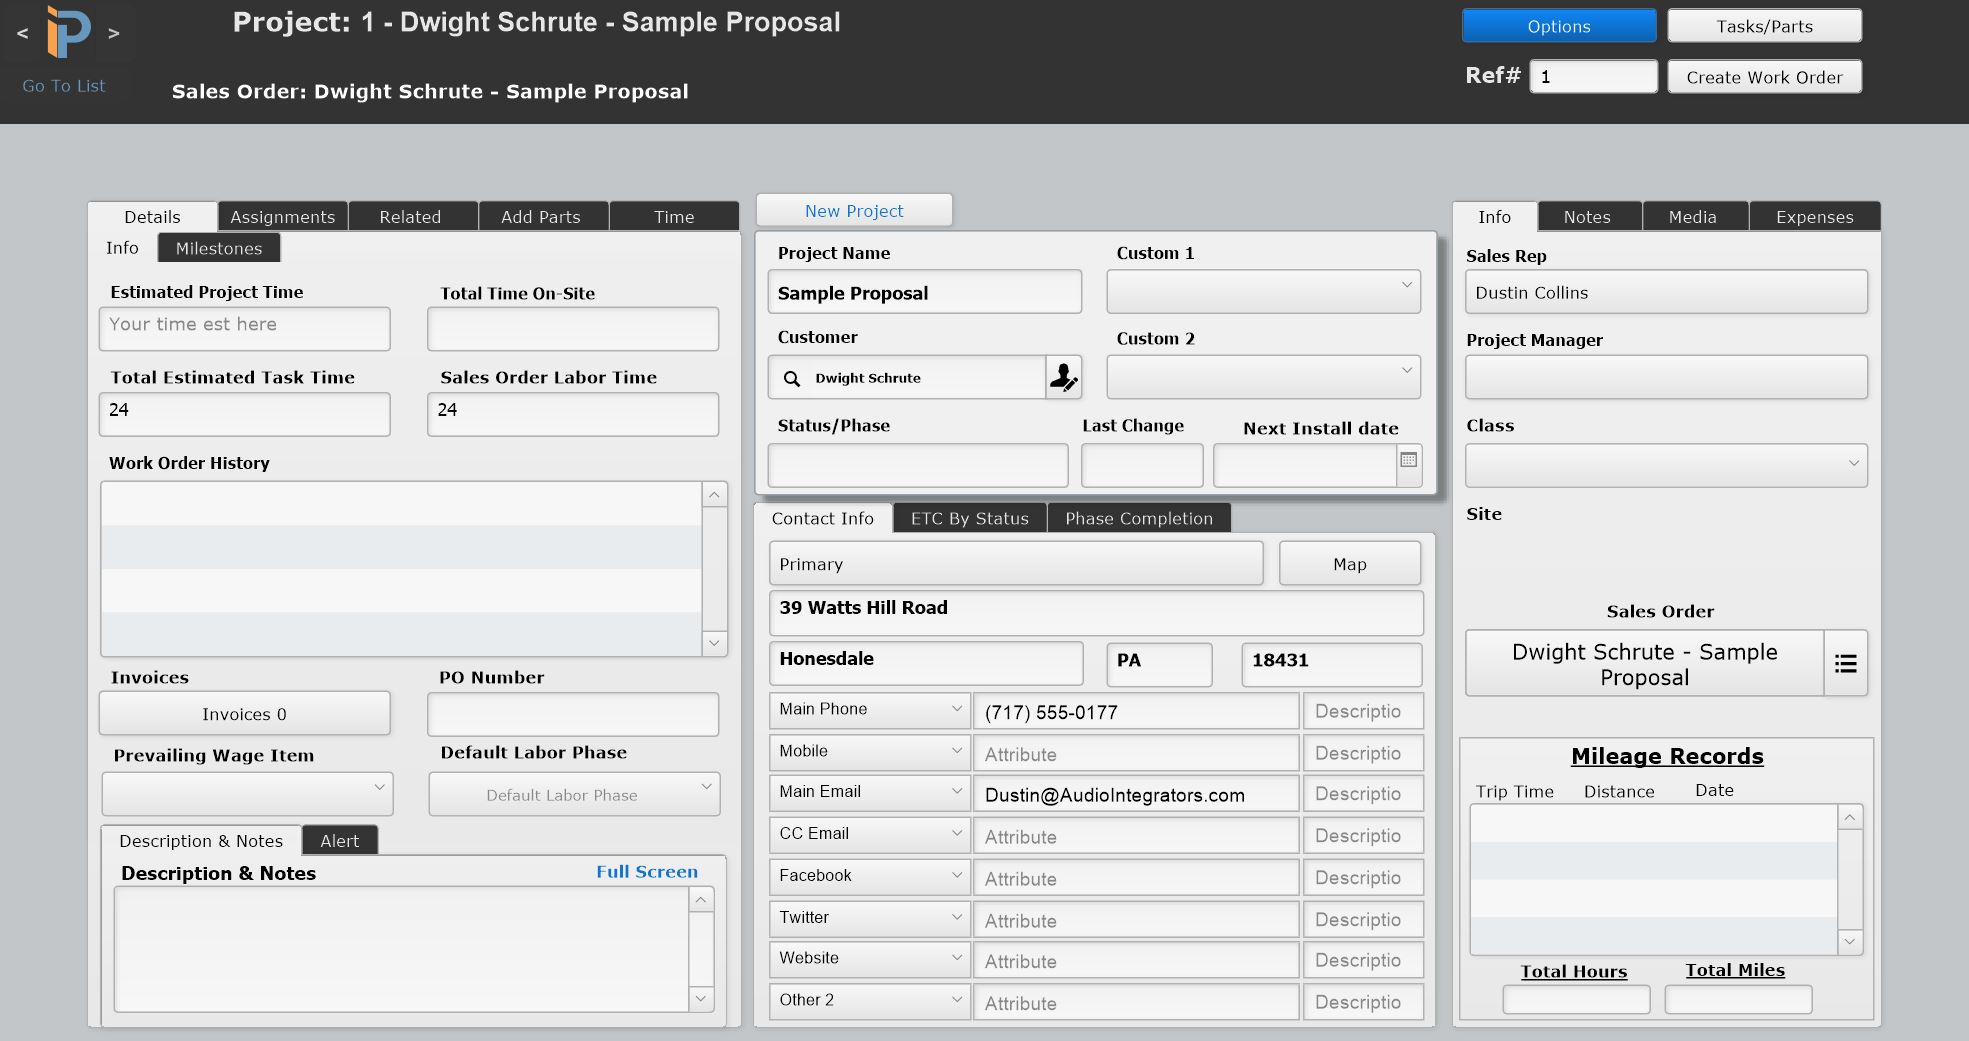 < iP >
Go To List
Project: 1 - Dwight Schrute - Sample Proposal
Sales Order: Dwight Schrute - Sample Proposal
Options
Tasks/Parts
Ref# 1
Create Work Order
Details
Assignments
Related
Add Parts
Time
Info
Milestones
Estimated Project Time
Total Time On-Site
Your time est here
Total Estimated Task Time
Sales Order Labor Time
24
24
Work Order History
Invoices
PO Number
Invoices 0
Prevailing Wage Item
Default Labor Phase
Default Labor Phase
Description & Notes
Alert
Description & Notes
Full Screen
New Project
Project Name
Custom 1
Sample Proposal
Customer
Custom 2
Dwight Schrute
Status/Phase
Last Change
Next Install date
Contact Info
ETC By Status
Phase Completion
Primary
Map
39 Watts Hill Road
Honesdale
PA
18431
Main Phone
(717) 555-0177
Descriptio
Mobile
Attribute
Descriptio
Main Email
Dustin@AudioIntegrators.com
Descriptio
CC Email
Attribute
Descriptio
Facebook
Attribute
Descriptio
Twitter
Attribute
Descriptio
Website
Attribute
Descriptio
Other 2
Attribute
Descriptio
Info
Notes
Media
Expenses
Sales Rep
Dustin Collins
Project Manager
Class
Site
Sales Order
Dwight Schrute - Sample
Proposal
Mileage Records
Trip Time
Distance
Date
Total Hours
Total Miles